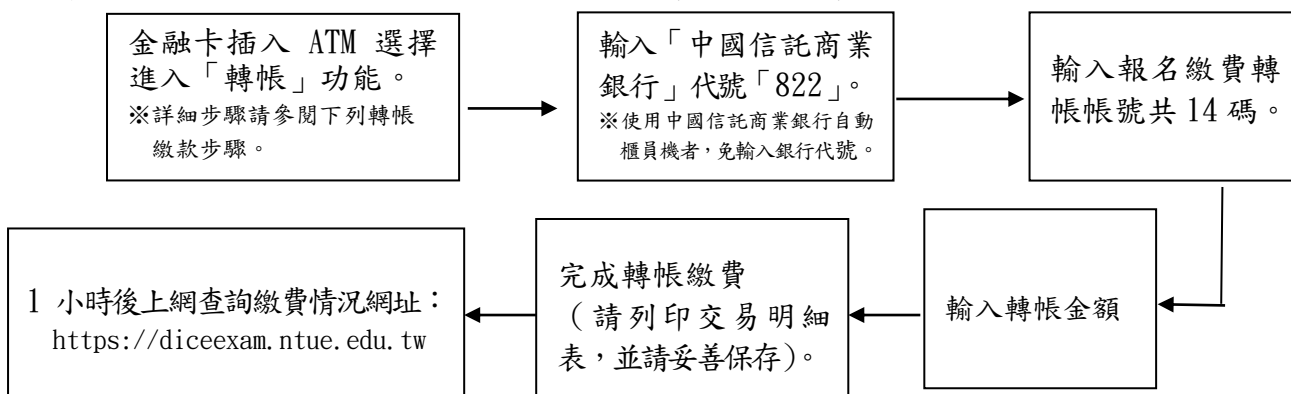 金融卡插入 ATM 選擇
進入「轉帳」功能。
※詳細步驟請參閱下列轉帳
繳款步驟。
輸入「中國信託商業
銀行」代號「822」。
※使用中國信託商業銀行自動
櫃員機者，免輸入銀行代號。
輸入報名繳費轉
帳帳號共 14 碼。
輸入轉帳金額
完成轉帳繳費
（請列印交易明細
表，並請妥善保存）。
1 小時後上網查詢繳費情況網址：
https://diceexam.ntue.edu.tw